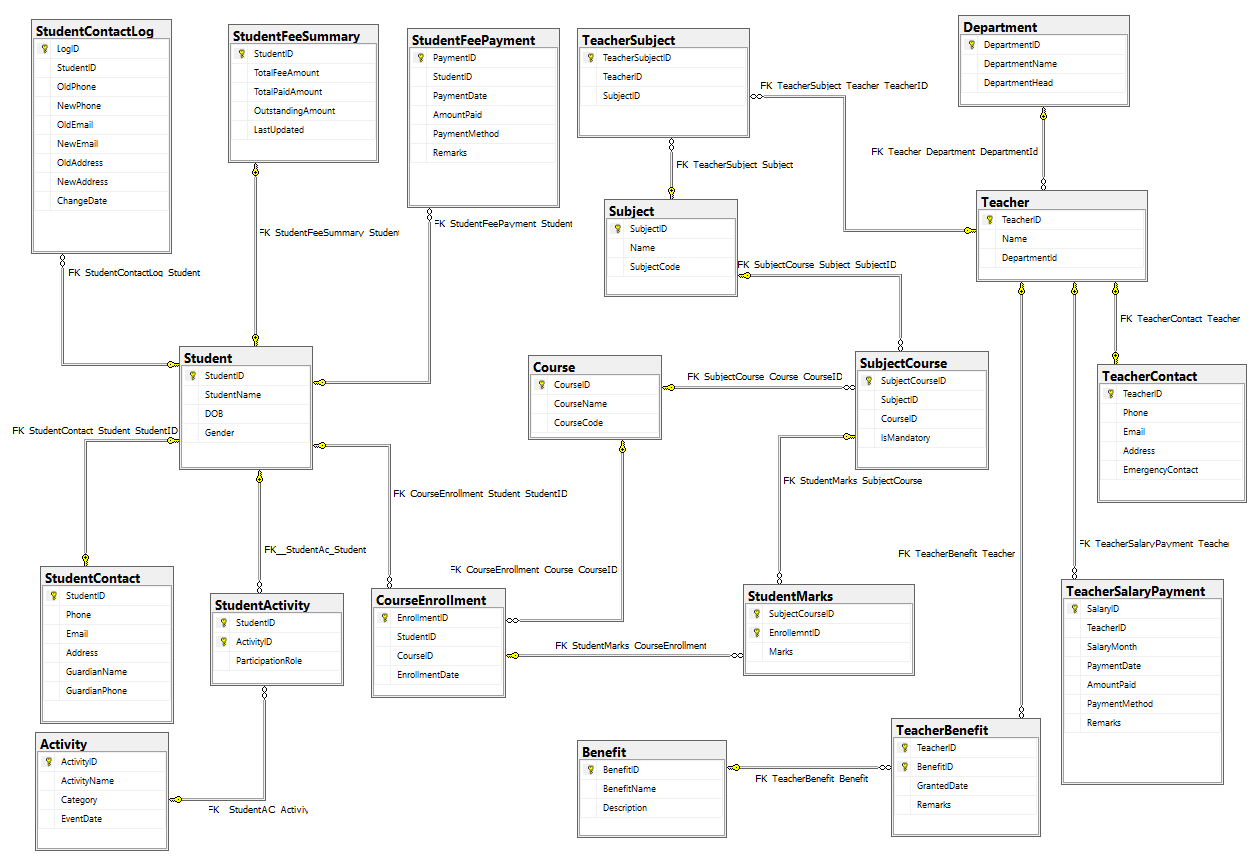 StudentContactLog
LogID
StudentID
OldPhone
NewPhone
OldEmail
NewEmail
OldAddress
NewAddress
ChangeDate
StudentFeeSummary
StudentID
TotalFeeAmount
TotalPaidAmount
OutstandingAmount
LastUpdated
StudentFeePayment
PaymentID
StudentID
PaymentDate
AmountPaid
PaymentMethod
Remarks
TeacherSubject
TeacherSubjectID
TeacherID
SubjectID
Department
DepartmentID
DepartmentName
DepartmentHead
FK_TeacherSubject_Teacher_TeacherID
FK_Teacher_Department_DepartmentId
FK_TeacherSubject_Subject
FK_StudentFeeSummary_Student
FK_StudentFeePayment_Student
FK_StudentContactLog_Student
Subject
SubjectID
Name
SubjectCode
Teacher
TeacherID
Name
DepartmentId
FK_SubjectCourse_Subject_SubjectID
FK_TeacherContact_Teacher
Student
StudentID
StudentName
DOB
Gender
Course
CourseID
CourseName
CourseCode
FK_SubjectCourse_Course_CourseID
SubjectCourse
SubjectCourseID
SubjectID
CourseID
IsMandatory
TeacherContact
TeacherID
Phone
Email
Address
EmergencyContact
FK_StudentContact_Student_StudentID
FK_StudentMarks_SubjectCourse
FK_CourseEnrollment_Student_StudentID
FK__StudentAc_Student
FK_CourseEnrollment_Course_CourseID
FK_TeacherBenefit_Teacher
FK_TeacherSalaryPayment_Teacher
StudentContact
StudentID
Phone
Email
Address
GuardianName
GuardianPhone
StudentActivity
StudentID
ActivityID
ParticipationRole
CourseEnrollment
EnrollmentID
StudentID
CourseID
EnrollmentDate
FK_StudentMarks_CourseEnrollment
StudentMarks
SubjectCourseID
EnrollemntID
Marks
TeacherSalaryPayment
SalaryID
TeacherID
SalaryMonth
PaymentDate
AmountPaid
PaymentMethod
Remarks
Activity
ActivityID
ActivityName
Category
EventDate
FK__StudentAC_Activiy
Benefit
BenefitID
BenefitName
Description
FK_TeacherBenefit_Benefit
TeacherBenefit
TeacherID
BenefitID
GrantedDate
Remarks